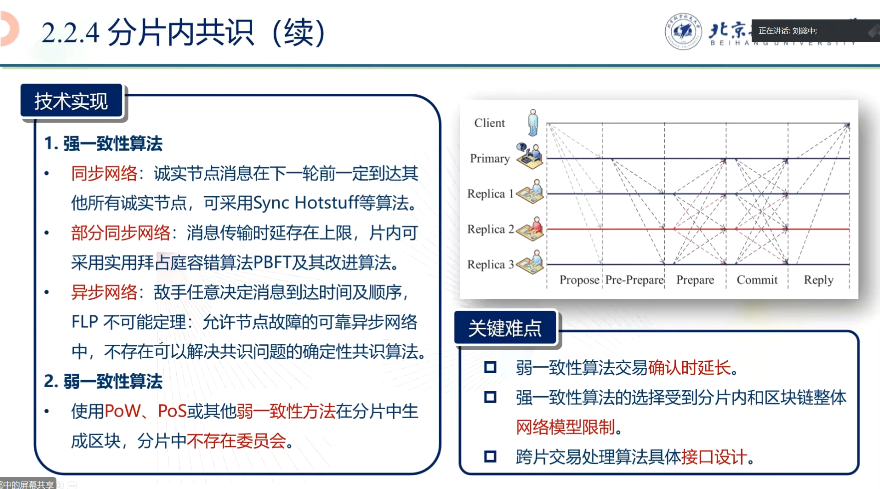 2.2.4 分片内共识（续）
北京
BEIHANG UNIVERSITY
正在讲话: 刘懿中;
技术实现
1. 强一致性算法
• 同步网络：诚实节点消息在下一轮前一定到达其
他所有诚实节点，可采用Sync Hotstuff等算法。
• 部分同步网络：消息传输时延存在上限，片内可
采用实用拜占庭容错算法PBFT及其改进算法。
• 异步网络：敌手任意决定消息到达时间及顺序，
FLP 不可能定理：允许节点故障的可靠异步网络
中，不存在可以解决共识问题的确定性共识算法。
2. 弱一致性算法
• 使用PoW、PoS或其他弱一致性方法在分片中生
成区块，分片中不存在委员会。
Client
Primary
Replica 1
Replica 2
Replica 3
Propose Pre-Prepare Prepare Commit Reply
关键难点
弱一致性算法交易确认时延长。
强一致性算法的选择受到分片内和区块链整体
网络模型限制。
跨片交易处理算法具体接口设计。
中的屏幕共享